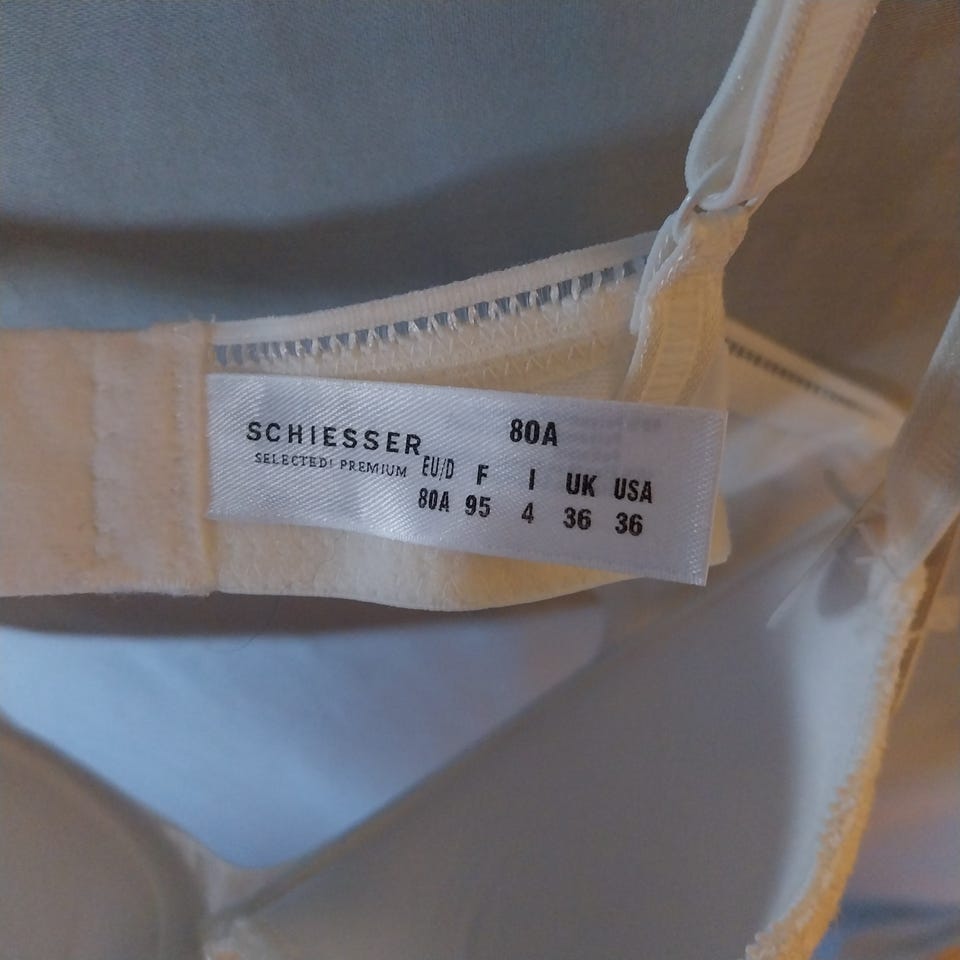 SCHIESSER 80A
SELECTED! PREMIUM EU/D F I UK USA
80A 95 4 36 36